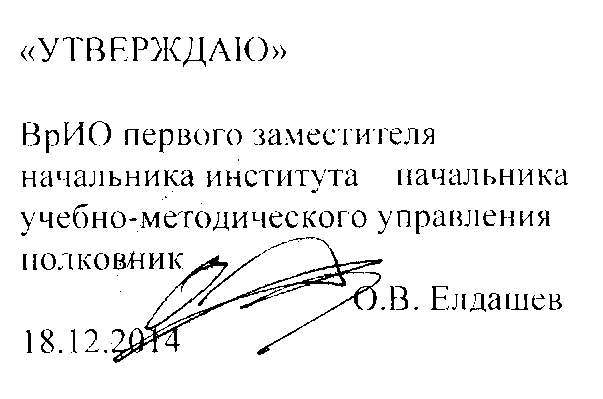 «УТВЕРЖДАЮ»
ВрИО первого заместителя
начальника института начальника
учебно-методического управления
полковник
О.В. Елдашев
18.12.2014